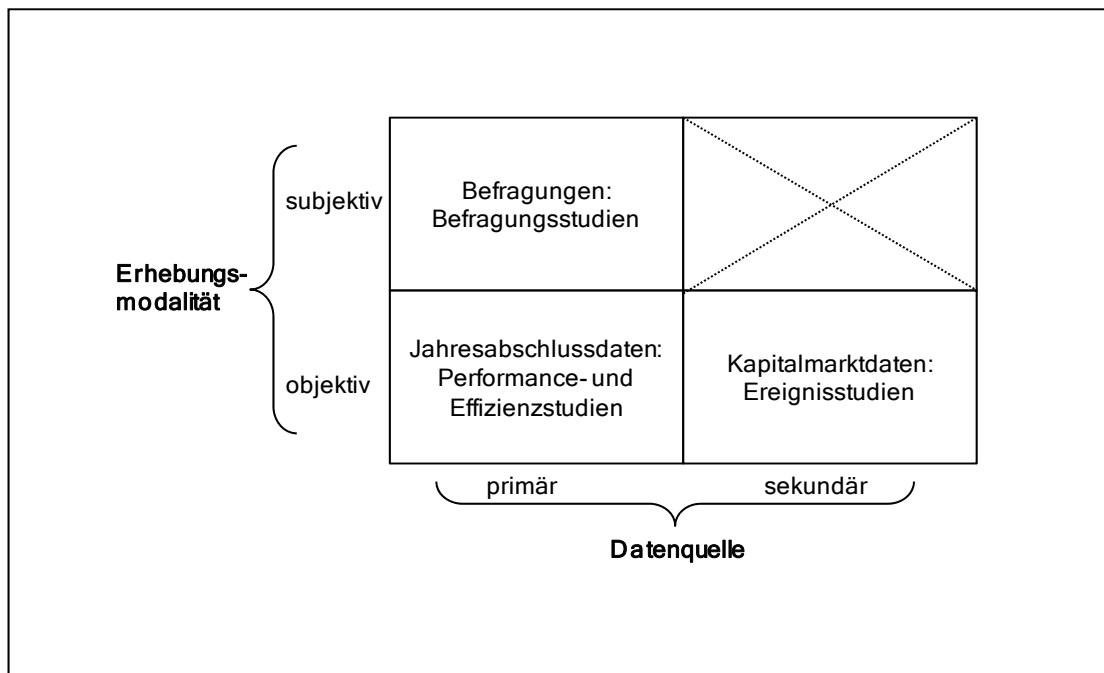 subjektiv
Befragungen:
Befragungsstudien
Erhebungs-
modalität
objektiv
Jahresabschlussdaten:
Performance- und
Effizienzstudien
Kapitalmarktdaten:
Ereignisstudien
primär
sekundär
Datenquelle